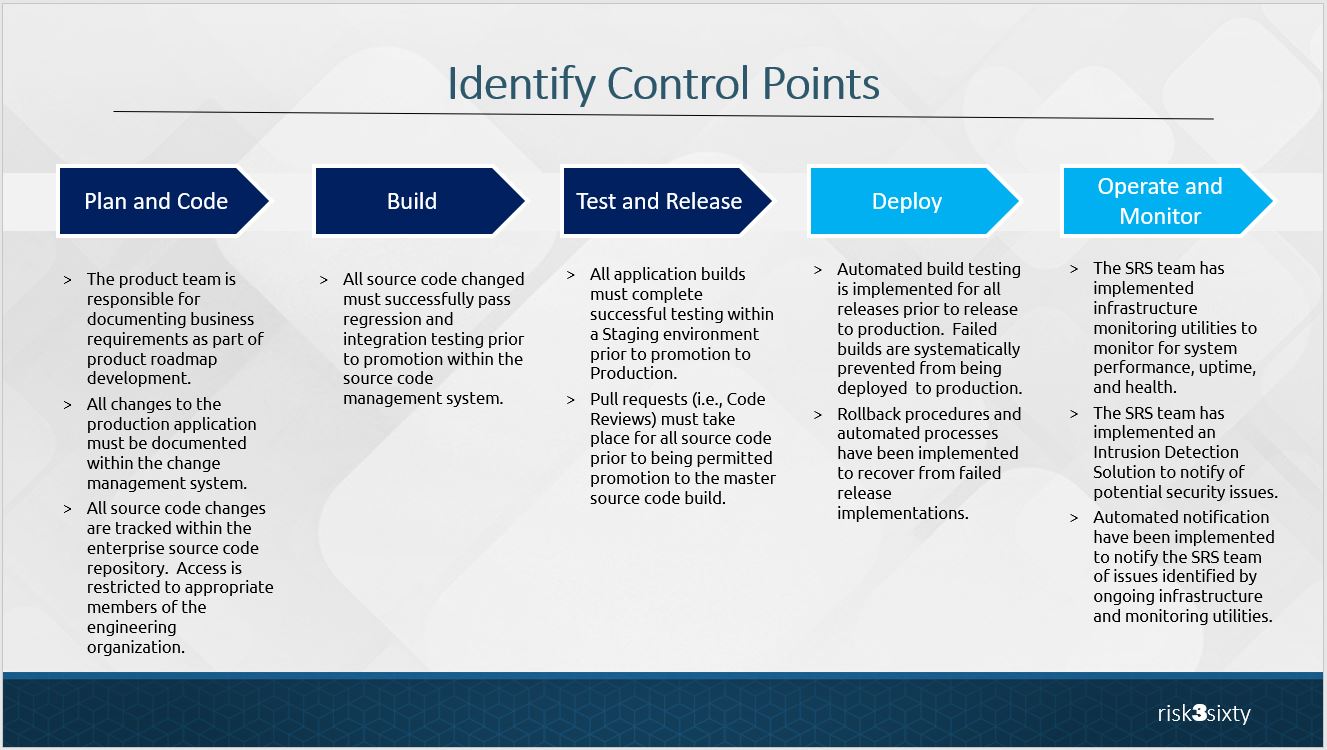 Identify Control Points
Plan and Code
> The product team is
responsible for
documenting business
requirements as part of
product roadmap
development.
> All changes to the
production application
must be documented
within the change
management system.
> All source code changes
are tracked within the
enterprise source code
repository.  Access is
restricted to appropriate
members of the
engineering
organization.
Build
> All source code changed
must successfully pass
regression and
integration testing prior
to promotion within the
source code
management system.
Test and Release
> All application builds
must complete
successful testing within
a Staging environment
prior to promotion to
Production.
> Pull requests (i.e., Code
Reviews) must take
place for all source code
prior to being permitted
promotion to the master
source code build.
Deploy
> Automated build testing
is implemented for all
releases prior to release
to production.  Failed
builds are systematically
prevented from being
deployed  to production.
> Rollback procedures and
automated processes
have been implemented
to recover from failed
release
implementations.
Operate and
Monitor
> The SRS team has
implemented
infrastructure
monitoring utilities to
monitor for system
performance, uptime,
and health.
> The SRS team has
implemented an
Intrusion Detection
Solution to notify of
potential security issues.
> Automated notification
have been implemented
to notify the SRS team
of issues identified by
ongoing infrastructure
and monitoring utilities.
risk3sixty